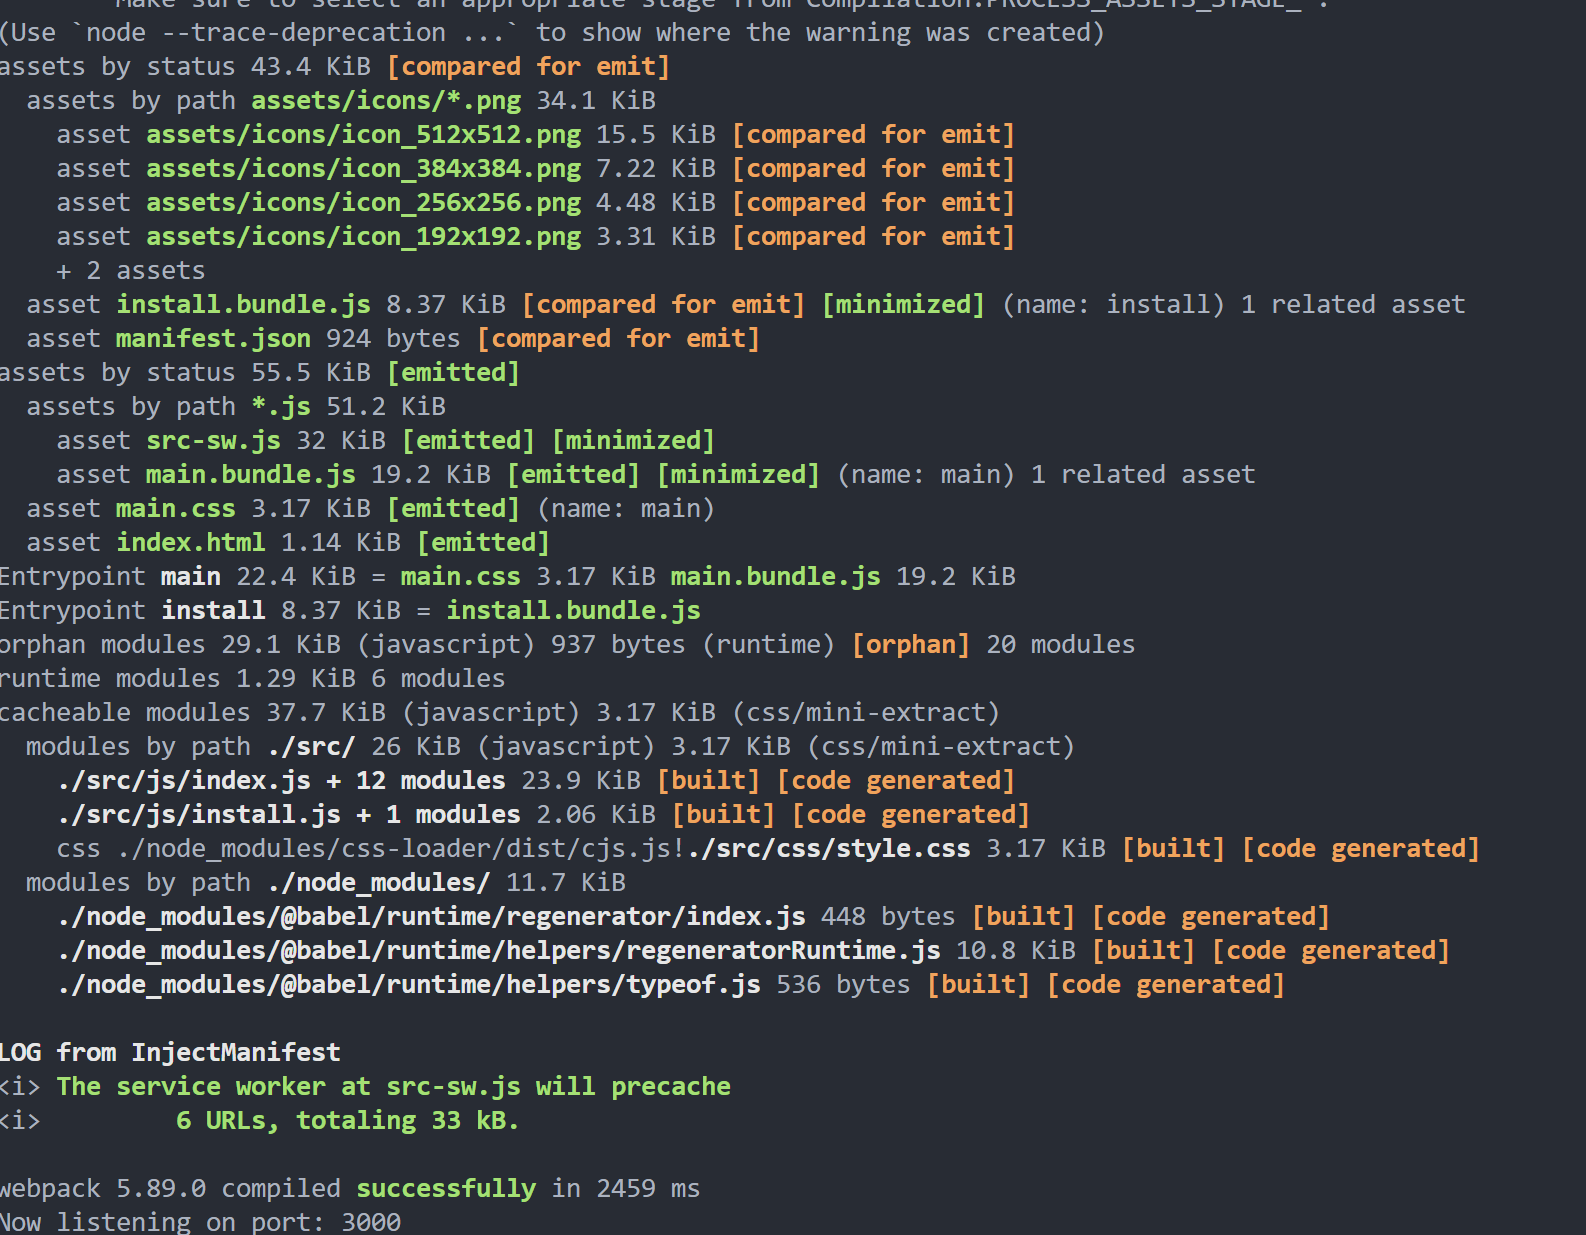 Make sure to select an appropriate stage from Compilation.PROCESS_ASSETS_STAGE_*.
(Use `node --trace-deprecation ...` to show where the warning was created)
assets by status 43.4 KiB [compared for emit]
assets by path assets/icons/*.png 34.1 KiB
asset assets/icons/icon_512x512.png 15.5 KiB [compared for emit]
asset assets/icons/icon_384x384.png 7.22 KiB [compared for emit]
asset assets/icons/icon_256x256.png 4.48 KiB [compared for emit]
asset assets/icons/icon_192x192.png 3.31 KiB [compared for emit]
+ 2 assets
asset install.bundle.js 8.37 KiB [compared for emit] [minimized] (name: install) 1 related asset
asset manifest.json 924 bytes [compared for emit]
assets by status 55.5 KiB [emitted]
assets by path *.js 51.2 KiB
asset src-sw.js 32 KiB [emitted] [minimized]
asset main.bundle.js 19.2 KiB [emitted] [minimized] (name: main) 1 related asset
asset main.css 3.17 KiB [emitted] (name: main)
asset index.html 1.14 KiB [emitted]
Entrypoint main 22.4 KiB = main.css 3.17 KiB main.bundle.js 19.2 KiB
Entrypoint install 8.37 KiB = install.bundle.js
orphan modules 29.1 KiB (javascript) 937 bytes (runtime) [orphan] 20 modules
runtime modules 1.29 KiB 6 modules
cacheable modules 37.7 KiB (javascript) 3.17 KiB (css/mini-extract)
modules by path ./src/ 26 KiB (javascript) 3.17 KiB (css/mini-extract)
./src/js/index.js + 12 modules 23.9 KiB [built] [code generated]
./src/js/install.js + 1 modules 2.06 KiB [built] [code generated]
css ./node_modules/css-loader/dist/cjs.js!./src/css/style.css 3.17 KiB [built] [code generated]
modules by path ./node_modules/ 11.7 KiB
./node_modules/@babel/runtime/regenerator/index.js 448 bytes [built] [code generated]
./node_modules/@babel/runtime/helpers/regeneratorRuntime.js 10.8 KiB [built] [code generated]
./node_modules/@babel/runtime/helpers/typeof.js 536 bytes [built] [code generated]
LOG from InjectManifest
<i> The service worker at src-sw.js will precache
<i> 6 URLs, totaling 33 kB.
webpack 5.89.0 compiled successfully in 2459 ms
Now listening on port: 3000